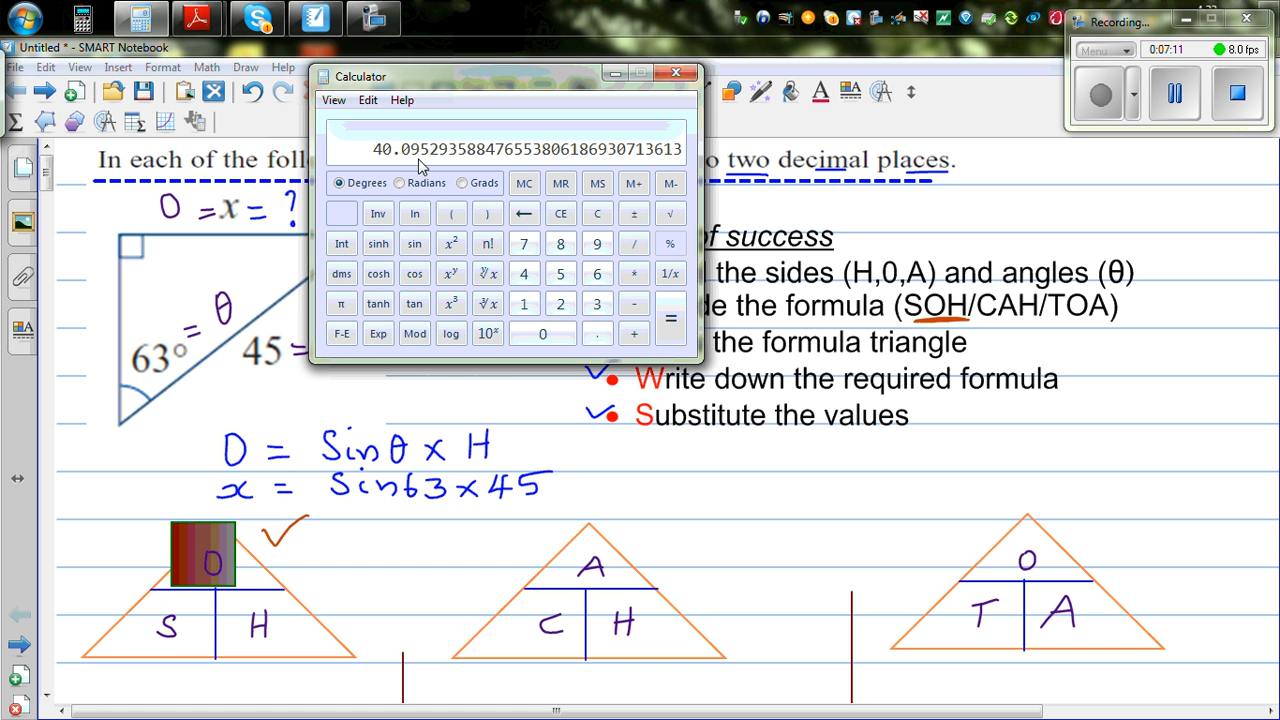 Recording...
Untitled * - SMART Notebook
Menu
0:07:11
8.0 fps
File Edit View Insert Format Math Draw Help
Calculator
View Edit Help
40.095293588476553806186930713613
Degrees Radians Grads MC MR MS M+ M-
Inv ln ( ) ← CE C ± √
Int sinh sin x² n! 7 8 9 / %
dms cosh cos xʸ ʸ√x 4 5 6 * 1/x
π tanh tan x³ ³√x 1 2 3 - =
F-E Exp Mod log 10ˣ 0 . +
In each of the follo
o two decimal places.
O = x = ?
= θ
63°
45 =
of success
the sides (H,0,A) and angles (θ)
de the formula (SOH/CAH/TOA)
the formula triangle
• Write down the required formula
• Substitute the values
O = Sinθ × H
x = Sin63×45
O
S H
A
C H
O
T A